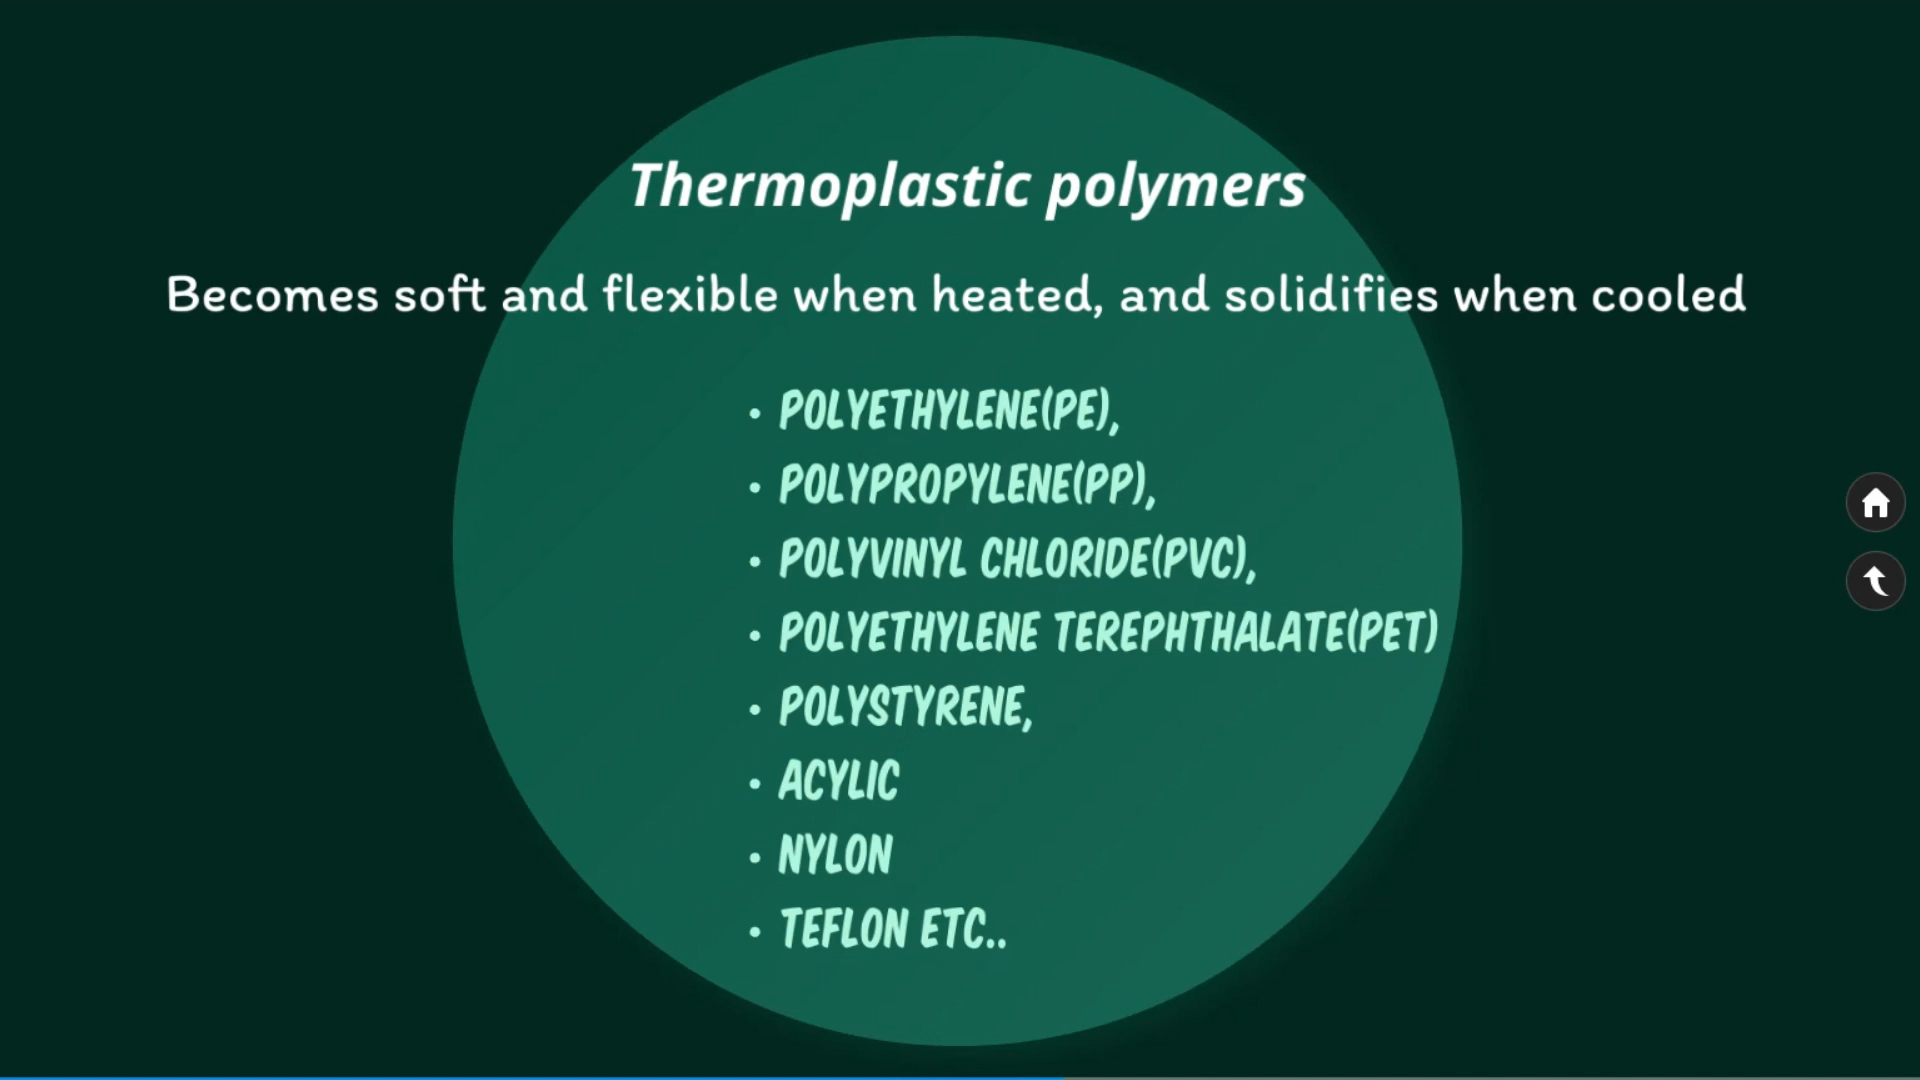 Thermoplastic polymers
Becomes soft and flexible when heated, and solidifies when cooled
• POLYETHYLENE(PE),
• POLYPROPYLENE(PP),
• POLYVINYL CHLORIDE(PVC),
• POLYETHYLENE TEREPHTHALATE(PET)
• POLYSTYRENE,
• ACYLIC
• NYLON
• TEFLON ETC..